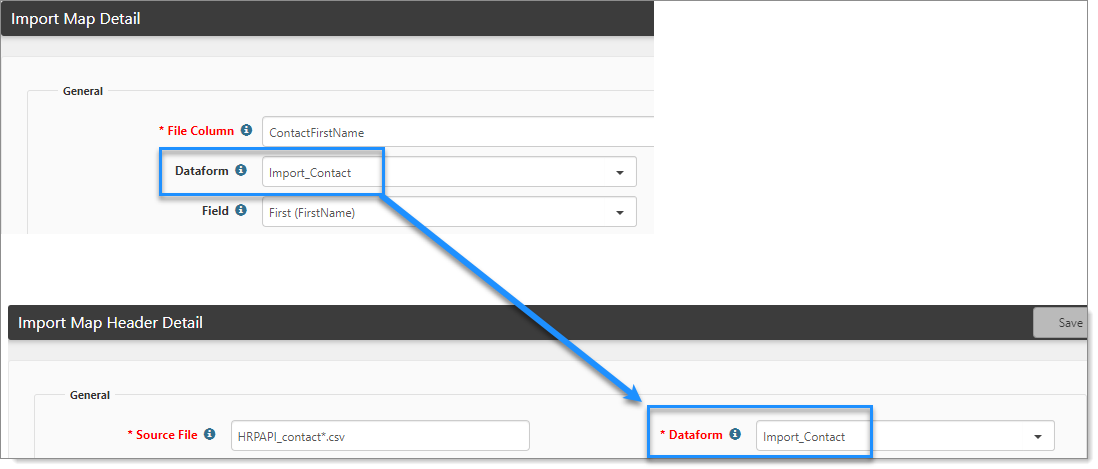 Import Map Detail
General
* File Column ContactFirstName
Dataform Import_Contact
Field First (FirstName)
Import Map Header Detail Save
General
* Source File HRPAPI_contact*.csv * Dataform Import_Contact